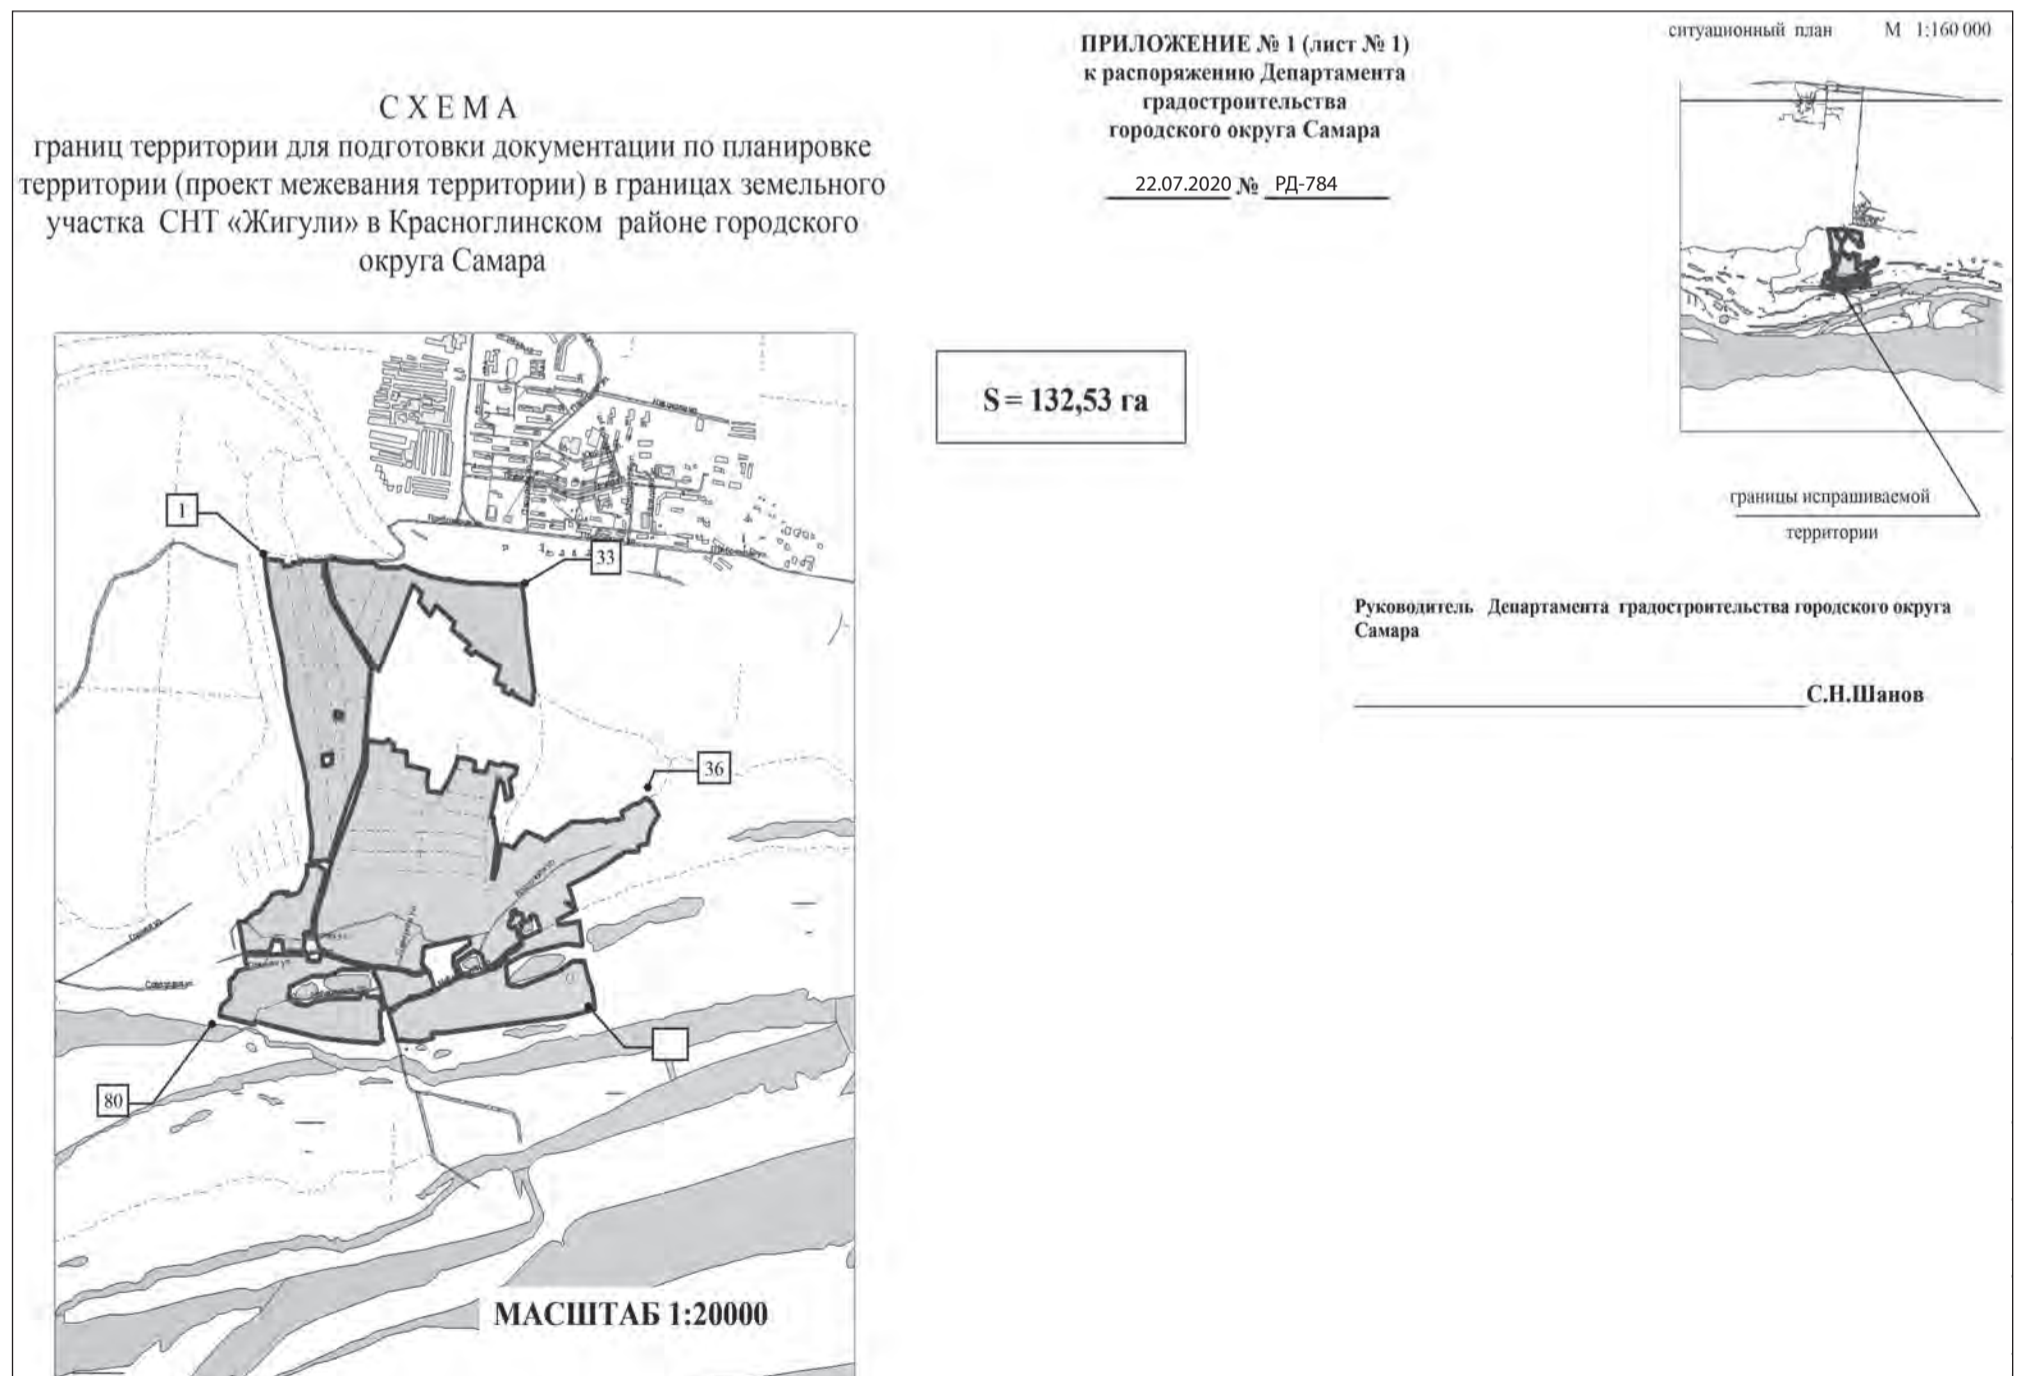 СХЕМА
границ территории для подготовки документации по планировке
территории (проект межевания территории) в границах земельного
участка СНТ «Жигули» в Красноглинском районе городского
округа Самара
ПРИЛОЖЕНИЕ № 1 (лист № 1)
к распоряжению Департамента
градостроительства
городского округа Самара
22.07.2020 № РД-784
ситуационный план М 1:160 000
S = 132,53 га
границы испрашиваемой
территории
Руководитель Департамента градостроительства городского округа
Самара
С.Н.Шанов
1
33
36
80
МАСШТАБ 1:20000